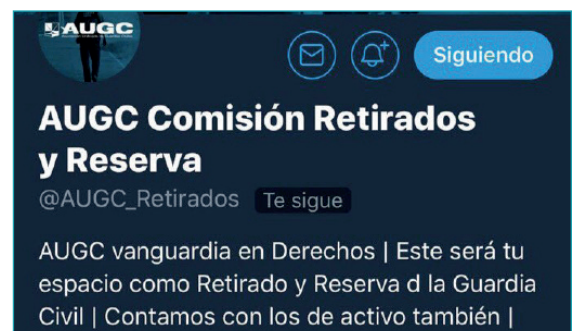 AUGC
Siguiendo
AUGC Comisión Retirados
y Reserva
@AUGC_Retirados Te sigue
AUGC vanguardia en Derechos | Este será tu
espacio como Retirado y Reserva d la Guardia
Civil | Contamos con los de activo también |